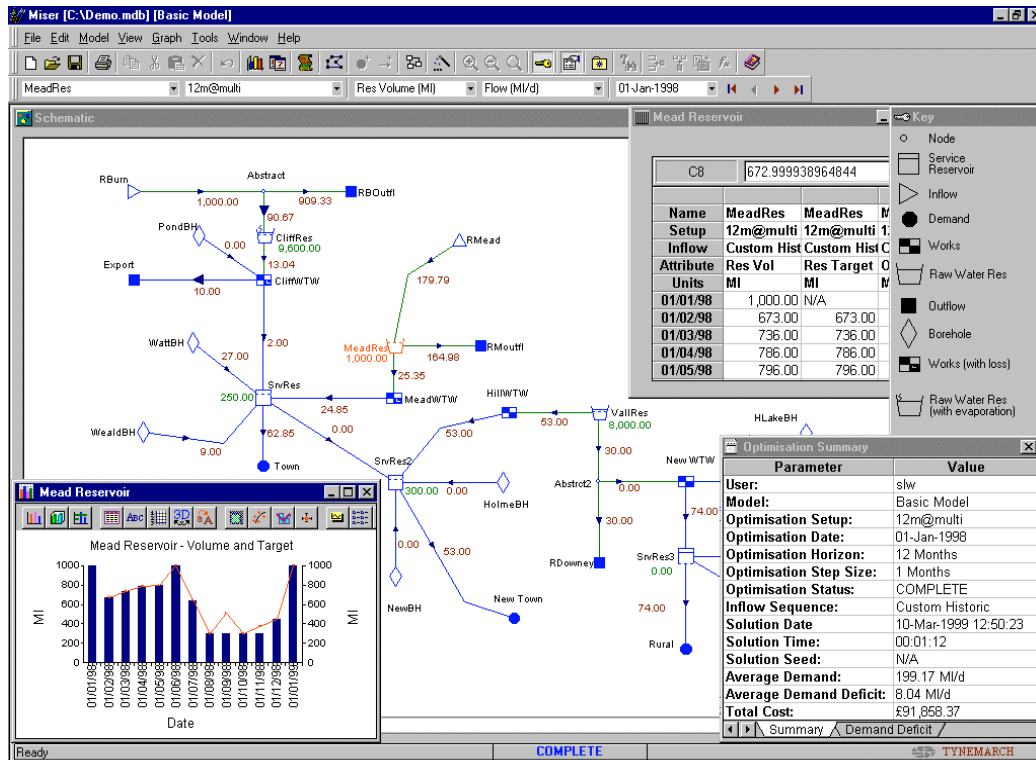 Miser [C:\Demo.mdb] [Basic Model]
File Edit Model View Graph Tools Window Help
MeadRes 12m@multi Res Volume (Ml) Flow (Ml/d) 01-Jan-1998
Schematic
RBurn
Abstract
RBOutfl
1,000.00
909.33
90.67
PondBH
CliffRes
9,600.00
0.00
13.04
Export
CliffWTW
10.00
RMead
179.79
WattBH
2.00
27.00
MeadRes
1,000.00
164.98
RMoutfl
25.35
SrvRes
250.00
24.85
MeadWTW
HillWTW
ValRes
8,000.00
HLakeBH
53.00
53.00
WealdBH
9.00
62.85
0.00
Town
30.00
New WTW
SrvRes2
300.00
0.00
HolmeBH
Abstrct2
0.00
74.00
30.00
0.00
53.00
NewBH
New Town
RDowney
SrvRes3
0.00
74.00
Rural
Mead Reservoir
C8 672.999938964844
Name MeadRes MeadRes M
Setup 12m@multi 12m@multi 1
Inflow Custom Hist Custom Hist C
Attribute Res Vol Res Target O
Units Ml Ml M
01/01/98 1,000.00 N/A
01/02/98 673.00 673.00
01/03/98 736.00 736.00
01/04/98 786.00 786.00
01/05/98 796.00 796.00
Key
Node
Service
Reservoir
Inflow
Demand
Works
Raw Water Res
Outflow
Borehole
Works (with loss)
Raw Water Res
(with evaporation)
Mead Reservoir
ABC 3D
Mead Reservoir - Volume and Target
1000 1000
800 800
600 600
400 400
200 200
0 0
Ml
Ml
01/01/98 01/02/98 01/03/98 01/04/98 01/05/98 01/06/98 01/07/98 01/08/98 01/09/98 01/10/98 01/11/98 01/12/98 01/01/99
Date
Optimisation Summary
Parameter Value
User: slw
Model: Basic Model
Optimisation Setup: 12m@multi
Optimisation Date: 01-Jan-1998
Optimisation Horizon: 12 Months
Optimisation Step Size: 1 Months
Optimisation Status: COMPLETE
Inflow Sequence: Custom Historic
Solution Date 10-Mar-1999 12:50:23
Solution Time: 00:01:12
Solution Seed: N/A
Average Demand: 199.17 Ml/d
Average Demand Deficit: 8.04 Ml/d
Total Cost: £91,858.37
Summary Demand Deficit
Ready COMPLETE TYNEMARCH